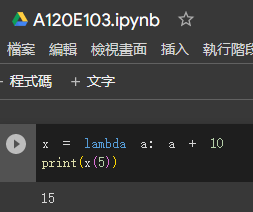 A120E103.ipynb
檔案 編輯 檢視畫面 插入 執行階段
+ 程式碼 + 文字
x = lambda a: a + 10
print(x(5))
15